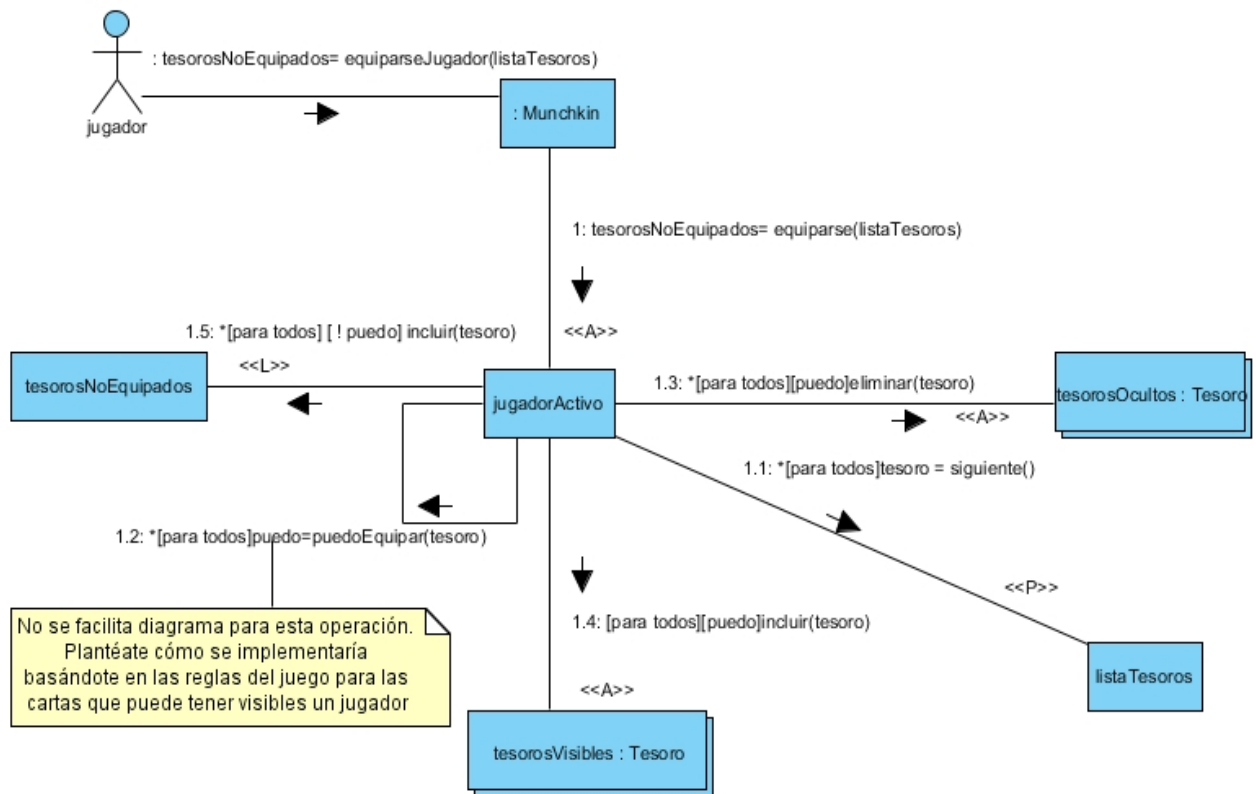 : tesorosNoEquipados= equiparseJugador(listaTesoros)
: Munchkin
jugador
1: tesorosNoEquipados= equiparse(listaTesoros)
1.5: *[para todos] [ ! puedo] incluir(tesoro)
<<A>>
<<L>>
tesorosNoEquipados
jugadorActivo
1.3: *[para todos][puedo]eliminar(tesoro)
<<A>>
tesorosOcultos : Tesoro
1.1: *[para todos]tesoro = siguiente()
1.2: *[para todos]puedo=puedoEquipar(tesoro)
<<P>>
No se facilita diagrama para esta operación.
Plantéate cómo se implementaría
basándote en las reglas del juego para las
cartas que puede tener visibles un jugador
1.4: [para todos][puedo]incluir(tesoro)
listaTesoros
<<A>>
tesorosVisibles : Tesoro